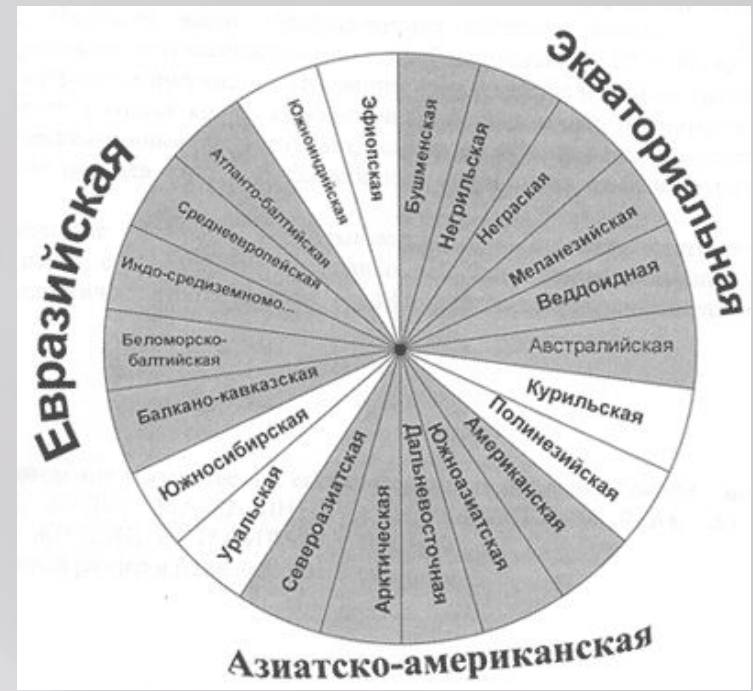 Экваториальная
Евразийская
Азиатско-американская
Эфиопская
Бушменская
Негрильская
Неграская
Меланезийская
Веддоидная
Австралийская
Курильская
Полинезийская
Американская
Южноазиатская
Дальневосточная
Арктическая
Североазиатская
Уральская
Южносибирская
Балкано-кавказская
Беломорско-
балтийская
Индо-средиземномо...
Среднеевропейская
Атланто-балтийская
Южноиндийская